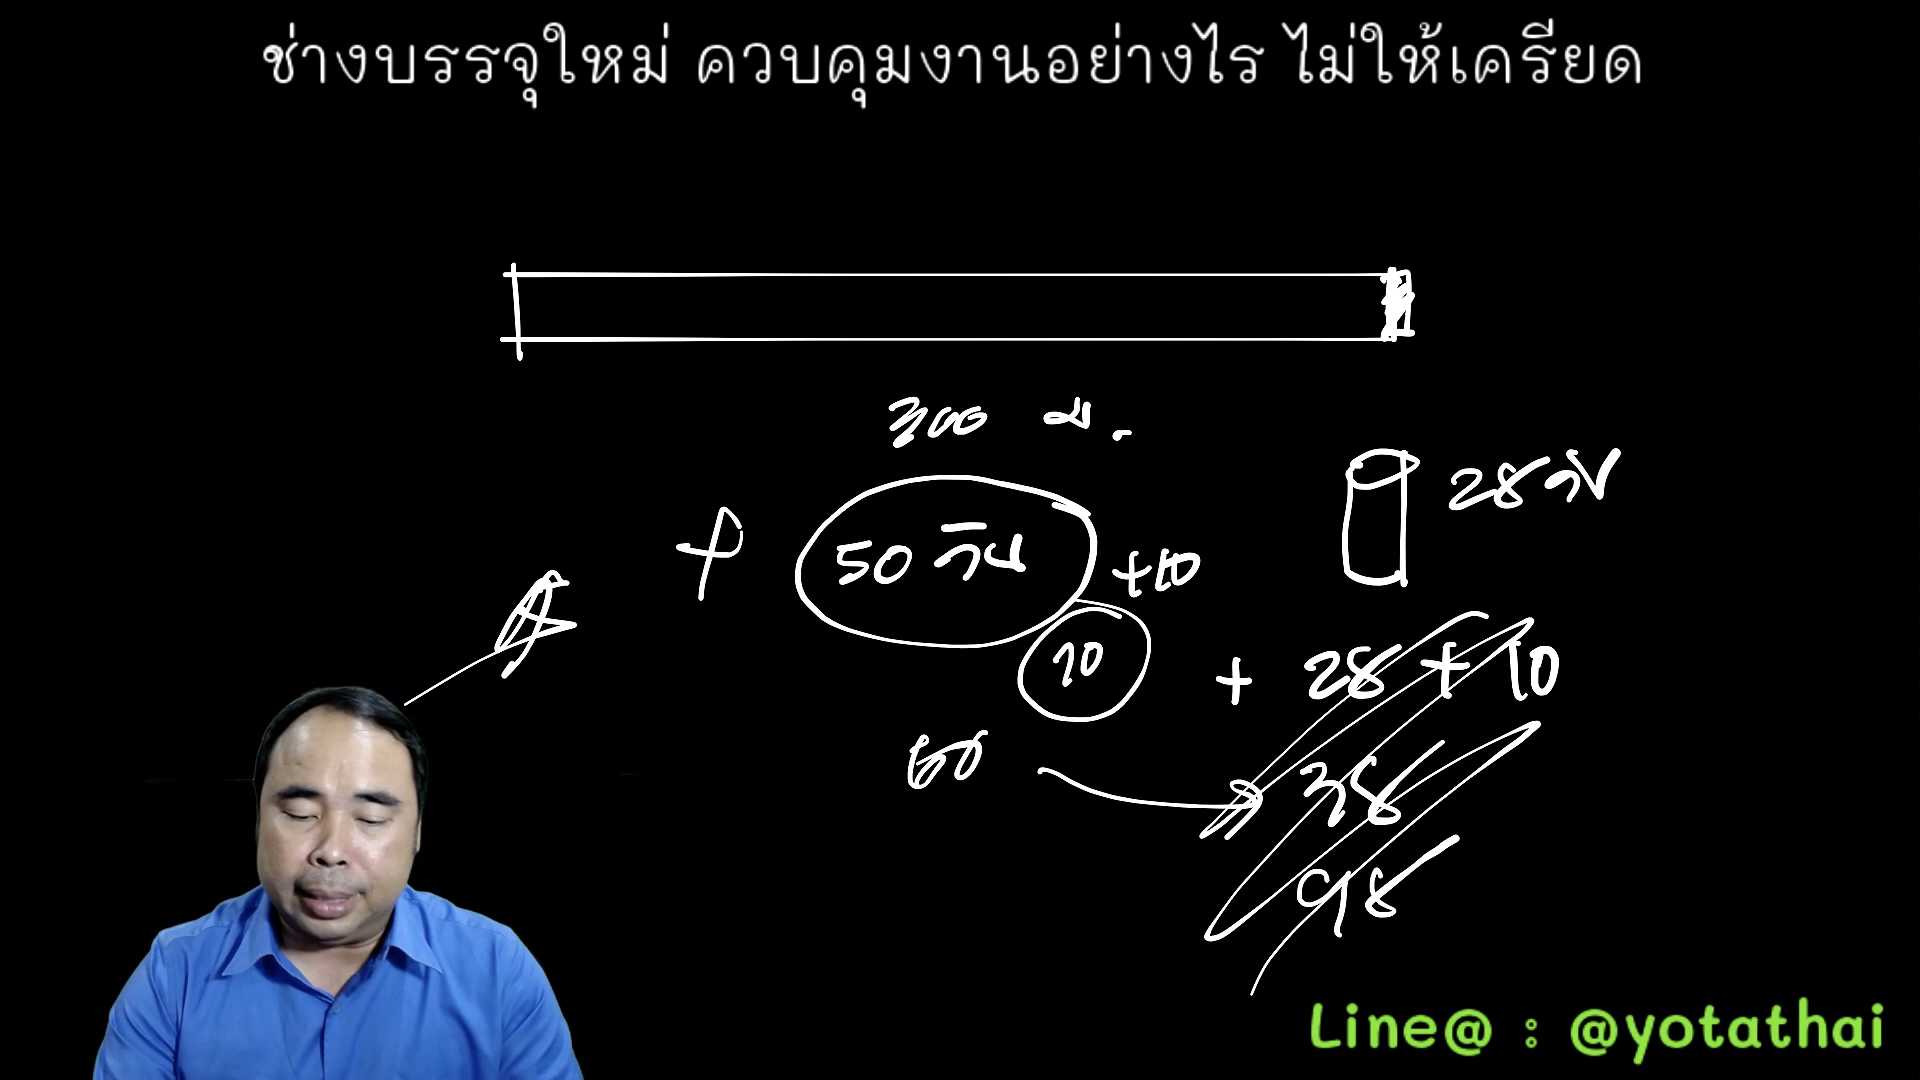 ช่างบรรจุใหม่ ควบคุมงานอย่างไร ไม่ให้เครียด
300 ม.
28 วัน
50 วัน +10
10
+ 28 + 10
60
38
98
Line@ : @yotathai